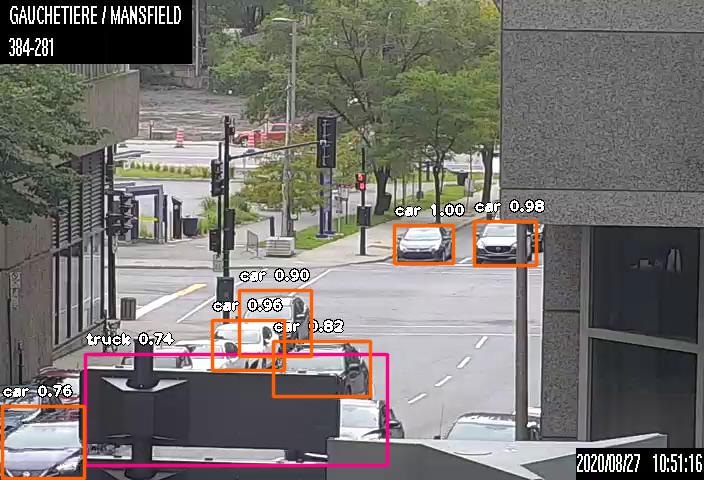 GAUCHETIERE / MANSFIELD
384-281
car 1.00
car 0.98
car 0.90
car 0.96
car 0.82
truck 0.74
car 0.76
2020/08/27 10:51:16